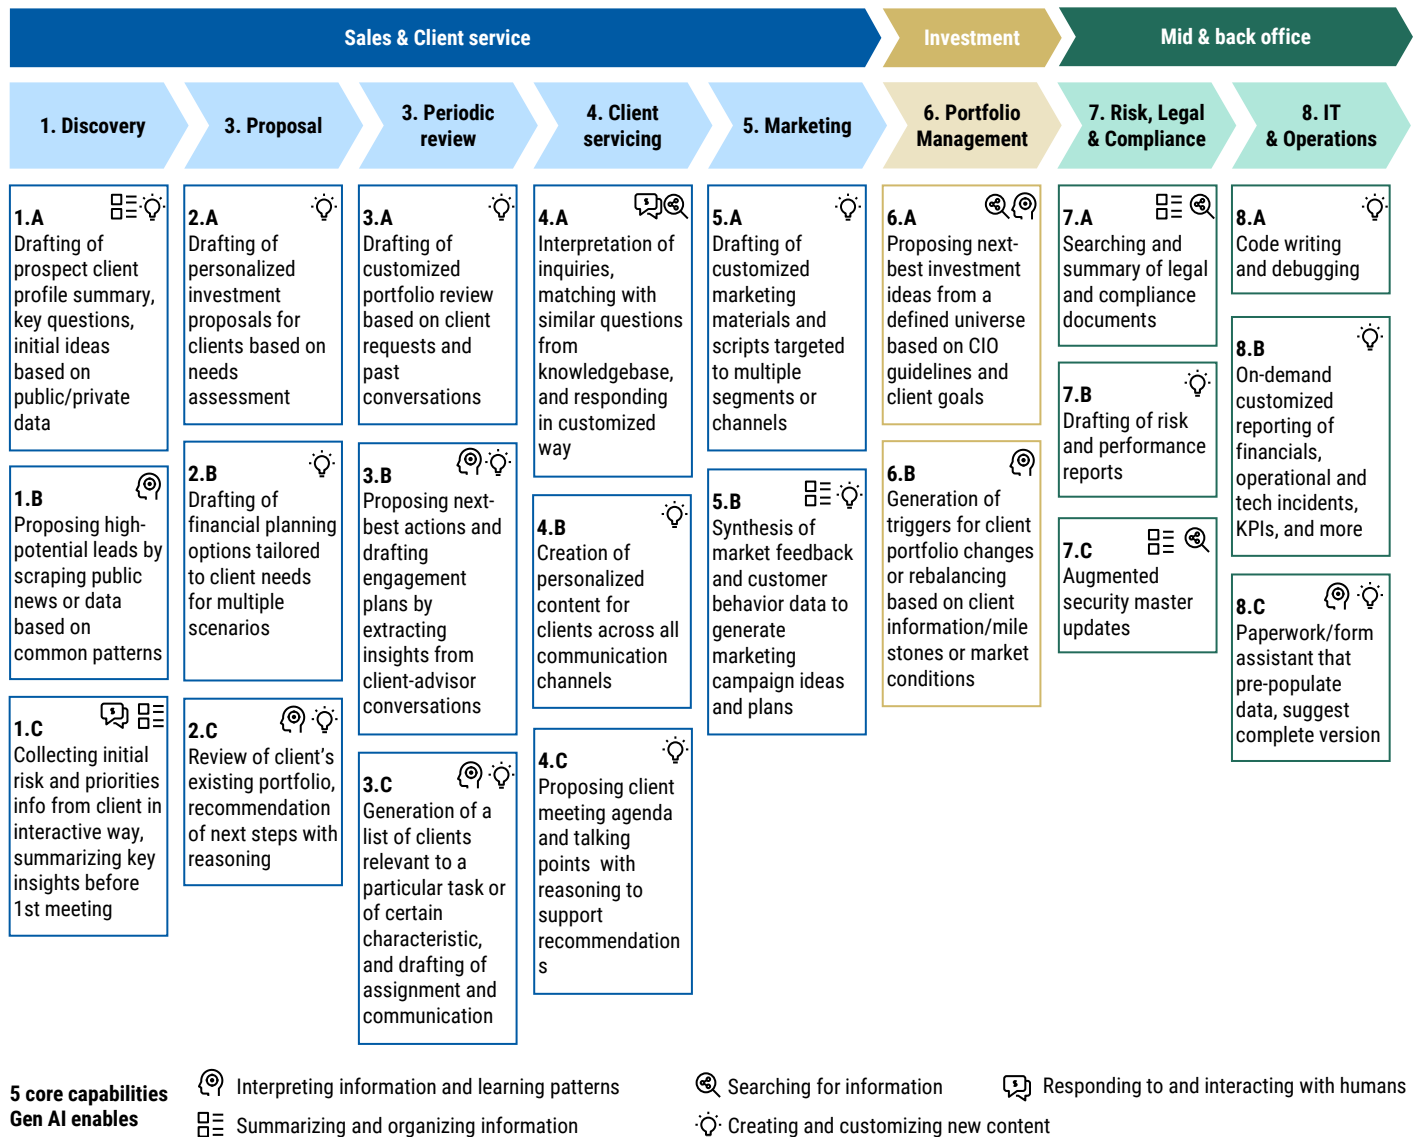 Sales & Client service
Investment
Mid & back office
1. Discovery
3. Proposal
3. Periodic
review
4. Client
servicing
5. Marketing
6. Portfolio
Management
7. Risk, Legal
& Compliance
8. IT
& Operations
1.A
Drafting of
prospect client
profile summary,
key questions,
initial ideas
based on
public/private
data
1.B
Proposing high-
potential leads by
scraping public
news or data
based on
common patterns
1.C
Collecting initial
risk and priorities
info from client in
interactive way,
summarizing key
insights before
1st meeting
2.A
Drafting of
personalized
investment
proposals for
clients based on
needs
assessment
2.B
Drafting of
financial planning
options tailored
to client needs
for multiple
scenarios
2.C
Review of client’s
existing portfolio,
recommendation
of next steps with
reasoning
3.A
Drafting of
customized
portfolio review
based on client
requests and
past
conversations
3.B
Proposing next-
best actions and
drafting
engagement
plans by
extracting
insights from
client-advisor
conversations
3.C
Generation of a
list of clients
relevant to a
particular task or
of certain
characteristic,
and drafting of
assignment and
communication
4.A
Interpretation of
inquiries,
matching with
similar questions
from
knowledgebase,
and responding
in customized
way
4.B
Creation of
personalized
content for
clients across all
communication
channels
4.C
Proposing client
meeting agenda
and talking
points with
reasoning to
support
recommendation
s
5.A
Drafting of
customized
marketing
materials and
scripts targeted
to multiple
segments or
channels
5.B
Synthesis of
market feedback
and customer
behavior data to
generate
marketing
campaign ideas
and plans
6.A
Proposing next-
best investment
ideas from a
defined universe
based on CIO
guidelines and
client goals
6.B
Generation of
triggers for client
portfolio changes
or rebalancing
based on client
information/mile
stones or market
conditions
7.A
Searching and
summary of legal
and compliance
documents
7.B
Drafting of risk
and performance
reports
7.C
Augmented
security master
updates
8.A
Code writing
and debugging
8.B
On-demand
customized
reporting of
financials,
operational and
tech incidents,
KPIs, and more
8.C
Paperwork/form
assistant that
pre-populate
data, suggest
complete version
5 core capabilities
Gen AI enables
Interpreting information and learning patterns
Searching for information
Responding to and interacting with humans
Summarizing and organizing information
Creating and customizing new content